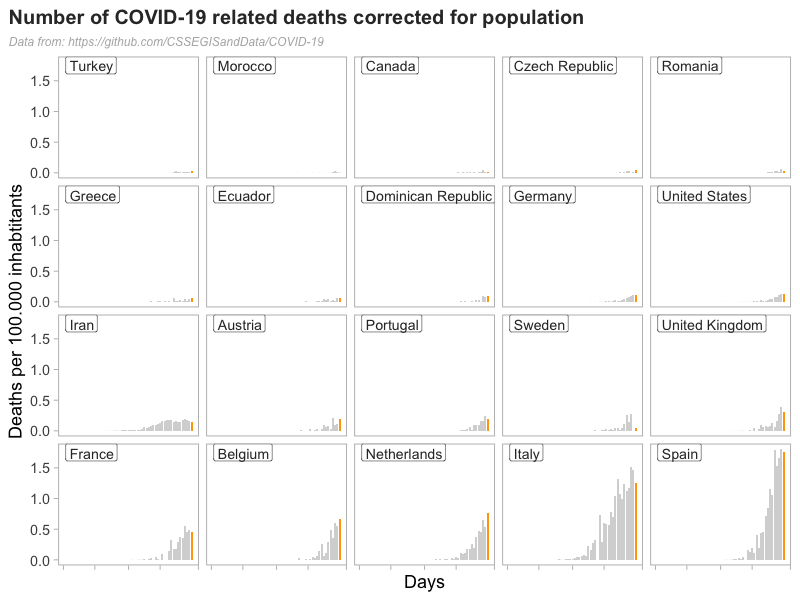 Number of COVID-19 related deaths corrected for population
Data from: https://github.com/CSSEGISandData/COVID-19
Turkey Morocco Canada Czech Republic Romania
1.5
1.0
0.5
0.0
Greece Ecuador Dominican Republic Germany United States
1.5
1.0
0.5
0.0
Deaths per 100.000 inhabtitants
Iran Austria Portugal Sweden United Kingdom
1.5
1.0
0.5
0.0
France Belgium Netherlands Italy Spain
1.5
1.0
0.5
0.0
Days